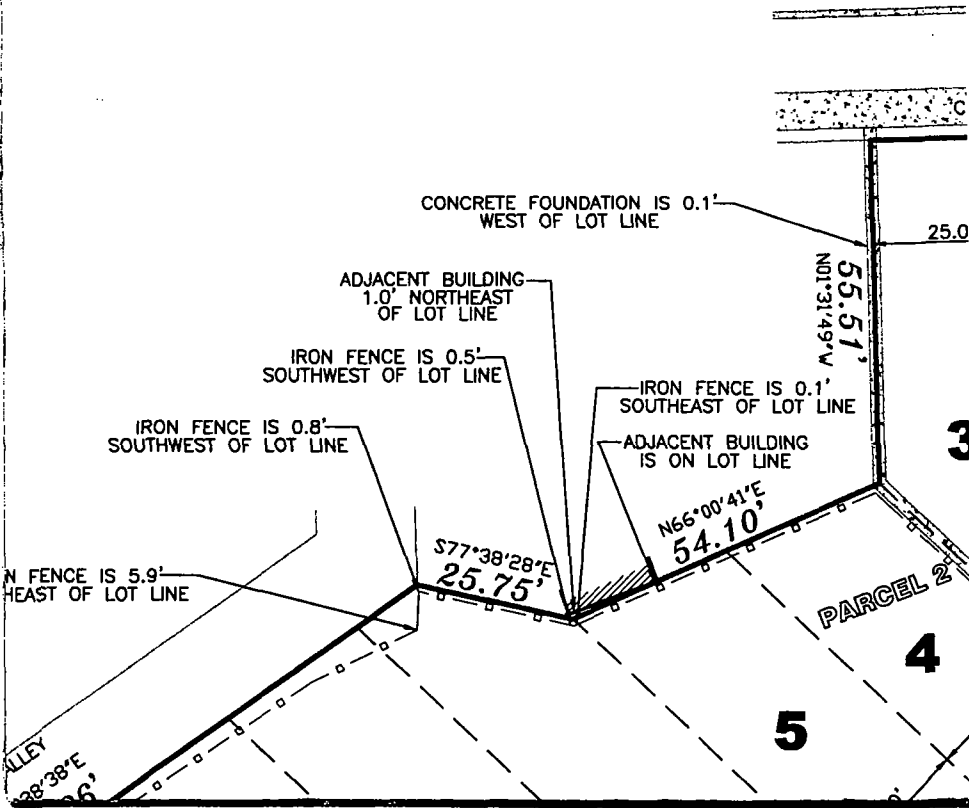 C
CONCRETE FOUNDATION IS 0.1'
WEST OF LOT LINE
25.0
55.51'
N01°31'49"W
ADJACENT BUILDING
1.0' NORTHEAST
OF LOT LINE
IRON FENCE IS 0.5'
SOUTHWEST OF LOT LINE
IRON FENCE IS 0.1'
SOUTHEAST OF LOT LINE
IRON FENCE IS 0.8'
SOUTHWEST OF LOT LINE
ADJACENT BUILDING
IS ON LOT LINE
3
N66°00'41"E
54.10'
S77°38'28"E
25.75'
N FENCE IS 5.9'
HEAST OF LOT LINE
PARCEL 2
4
5
ALLEY
38'38"E